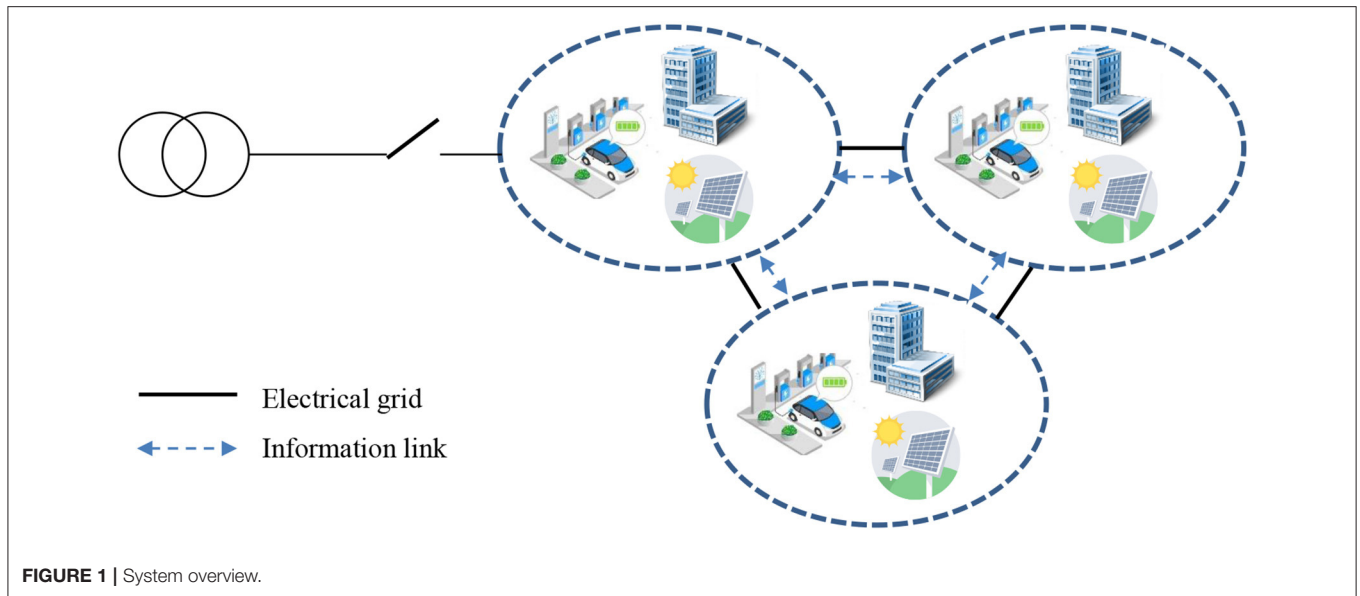 Electrical grid
Information link
FIGURE 1 | System overview.